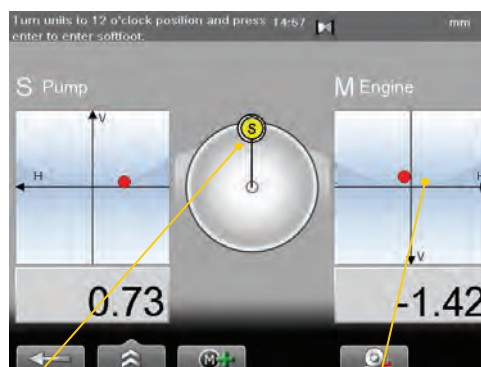 Turn units to 12 o'clock position and press 14:57 mm
enter to enter softfoot.
S Pump
M Engine
V
S
H
H
V
0.73
-1.42
M